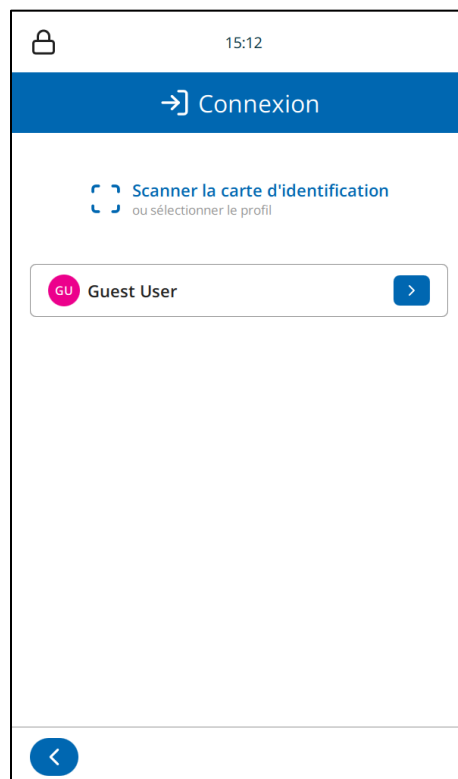 15:12
Connexion
Scanner la carte d'identification
ou sélectionner le profil
GU Guest User